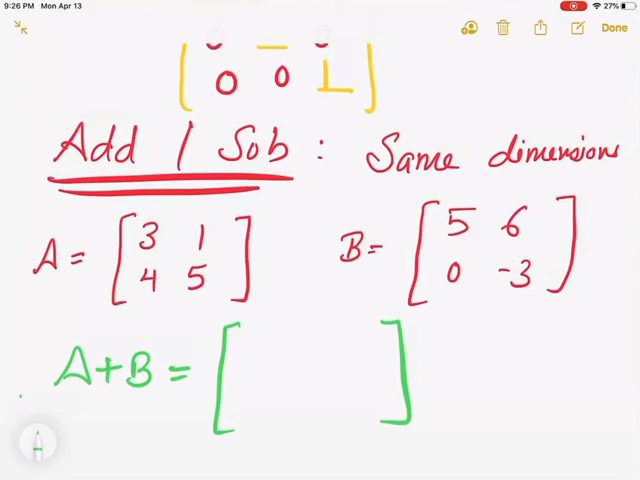 9:26 PM Mon Apr 13 27%
Done
0 0 1
Add / Sub : Same dimensions
A = [ 3 1 B = [ 5 6
4 5 ] 0 -3 ]
A+B = [ ]